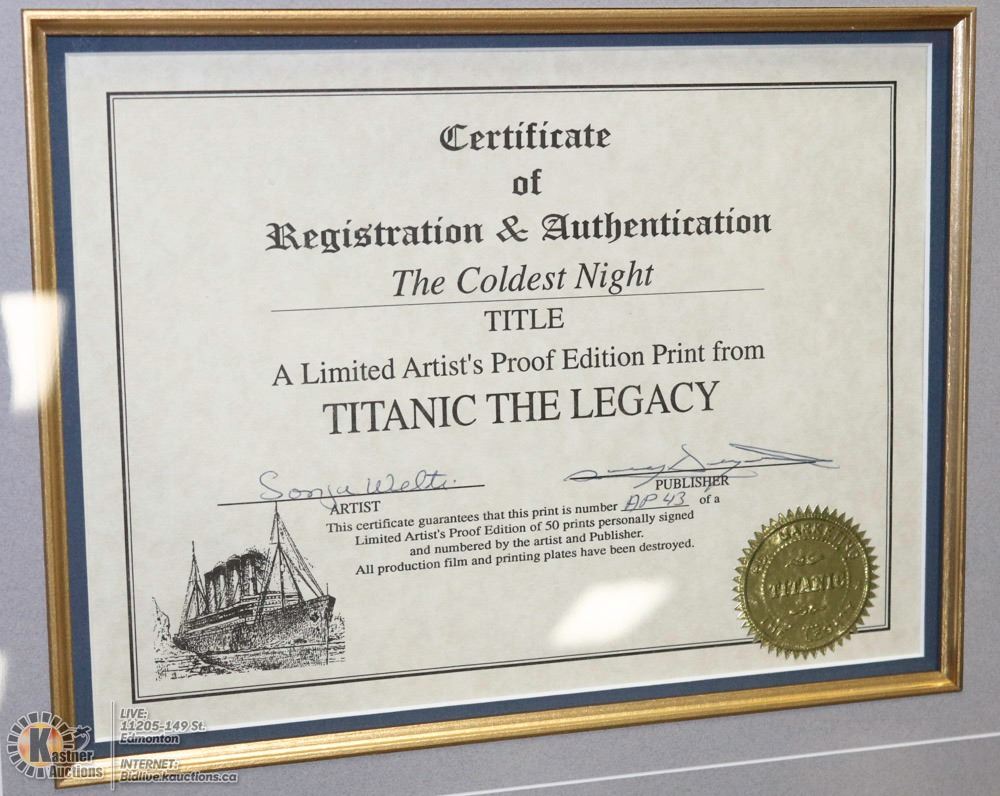 Certificate
of
Registration & Authentication
The Coldest Night
TITLE
A Limited Artist's Proof Edition Print from
TITANIC THE LEGACY
Sonja Welte
ARTIST
PUBLISHER
This certificate guarantees that this print is number AP 43 of a
Limited Artist's Proof Edition of 50 prints personally signed
and numbered by the artist and Publisher.
All production film and printing plates have been destroyed.
TITANIC
Kastner
Auctions
LIVE:
11205-149 St.
Edmonton
INTERNET:
Bidlive.kauctions.ca